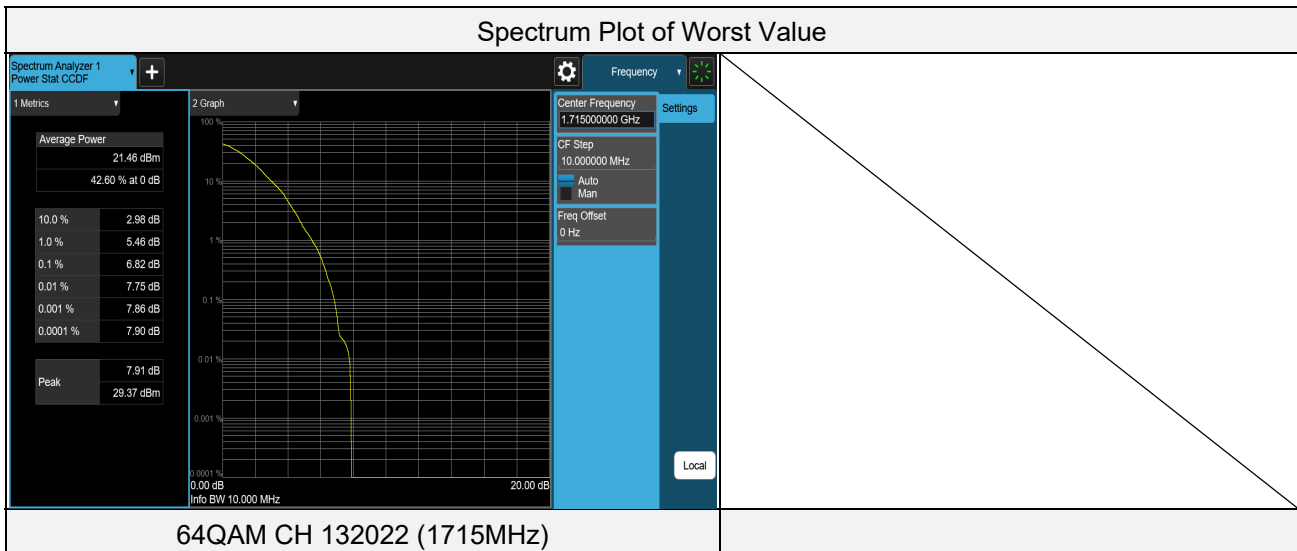 Spectrum Plot of Worst Value
Spectrum Analyzer 1
Power Stat CCDF
Frequency
1 Metrics
2 Graph
Center Frequency
1.715000000 GHz
Settings
CF Step
10.000000 MHz
Auto
Man
Freq Offset
0 Hz
Average Power
21.46 dBm
42.60 % at 0 dB
10.0 % 2.98 dB
1.0 % 5.46 dB
0.1 % 6.82 dB
0.01 % 7.75 dB
0.001 % 7.86 dB
0.0001 % 7.90 dB
Peak
7.91 dB
29.37 dBm
100 %
10 %
1 %
0.1 %
0.01 %
0.001 %
0.0001 %
0.00 dB 20.00 dB
Info BW 10.000 MHz
Local
64QAM CH 132022 (1715MHz)